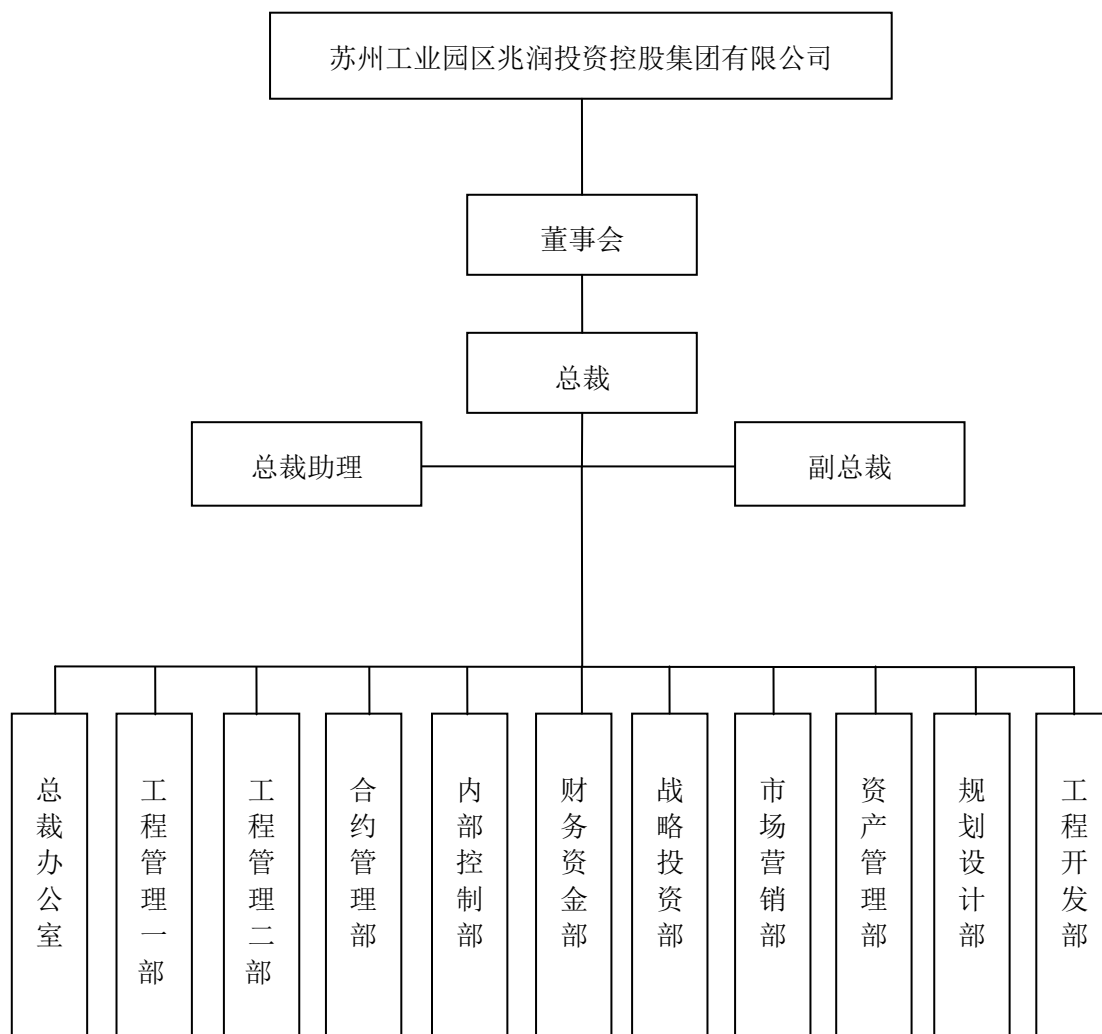 苏州工业园区兆润投资控股集团有限公司
董事会
总裁
总裁助理
副总裁
总裁办公室
工程管理一部
工程管理二部
合约管理部
内部控制部
财务资金部
战略投资部
市场营销部
资产管理部
规划设计部
工程开发部